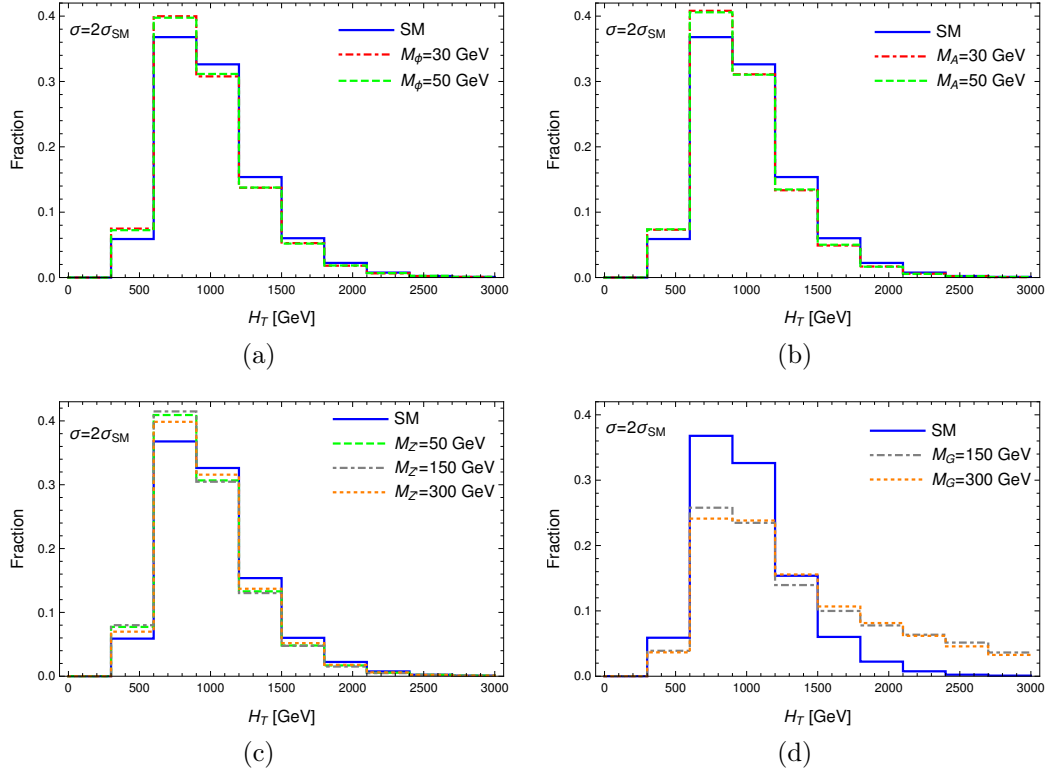 σ=2σSM
SM
Mϕ=30 GeV
Mϕ=50 GeV
Fraction
0.4
0.3
0.2
0.1
0.0
0 500 1000 1500 2000 2500 3000
HT [GeV]
(a)
σ=2σSM
SM
MA=30 GeV
MA=50 GeV
Fraction
0.4
0.3
0.2
0.1
0.0
0 500 1000 1500 2000 2500 3000
HT [GeV]
(b)
σ=2σSM
SM
MZ'=50 GeV
MZ'=150 GeV
MZ'=300 GeV
Fraction
0.4
0.3
0.2
0.1
0.0
0 500 1000 1500 2000 2500 3000
HT [GeV]
(c)
σ=2σSM
SM
MG=150 GeV
MG=300 GeV
Fraction
0.4
0.3
0.2
0.1
0.0
0 500 1000 1500 2000 2500 3000
HT [GeV]
(d)